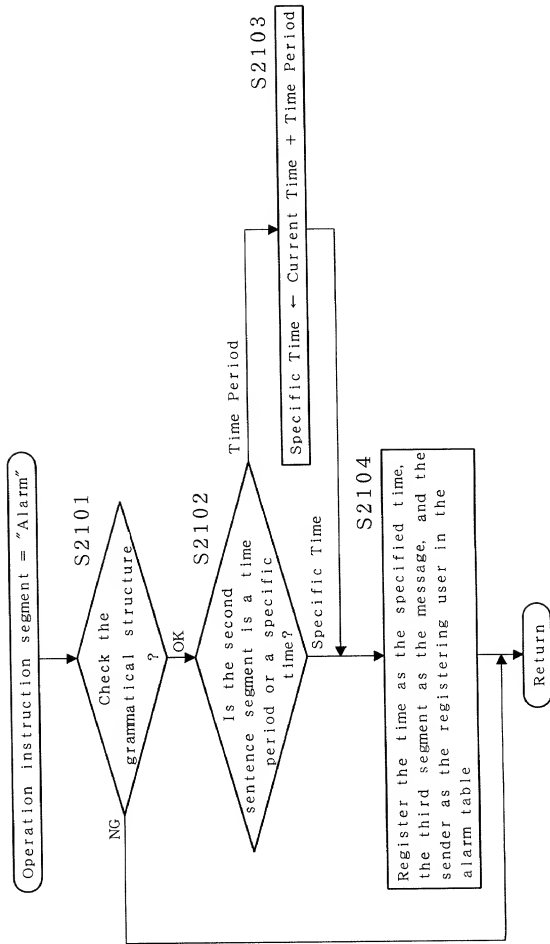 Operation instruction segment = "Alarm"
S2101
Check the
grammatical structure
?
NG
OK
S2102
Is the second
sentence segment is a time
period or a specific
time?
Time Period
S2103
Specific Time ← Current Time + Time Period
Specific Time
S2104
Register the time as the specified time,
the third segment as the message, and the
sender as the registering user in the
alarm table
Return